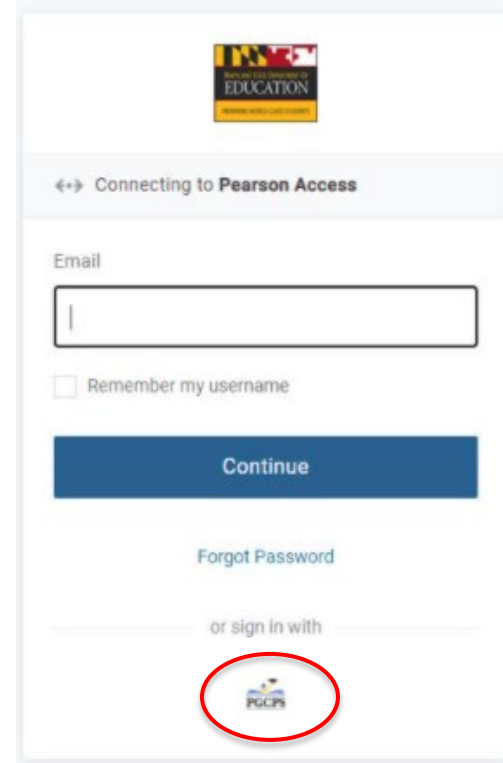 EDUCATION
Connecting to Pearson Access
Email
Remember my username
Continue
Forgot Password
or sign in with
PGCPS